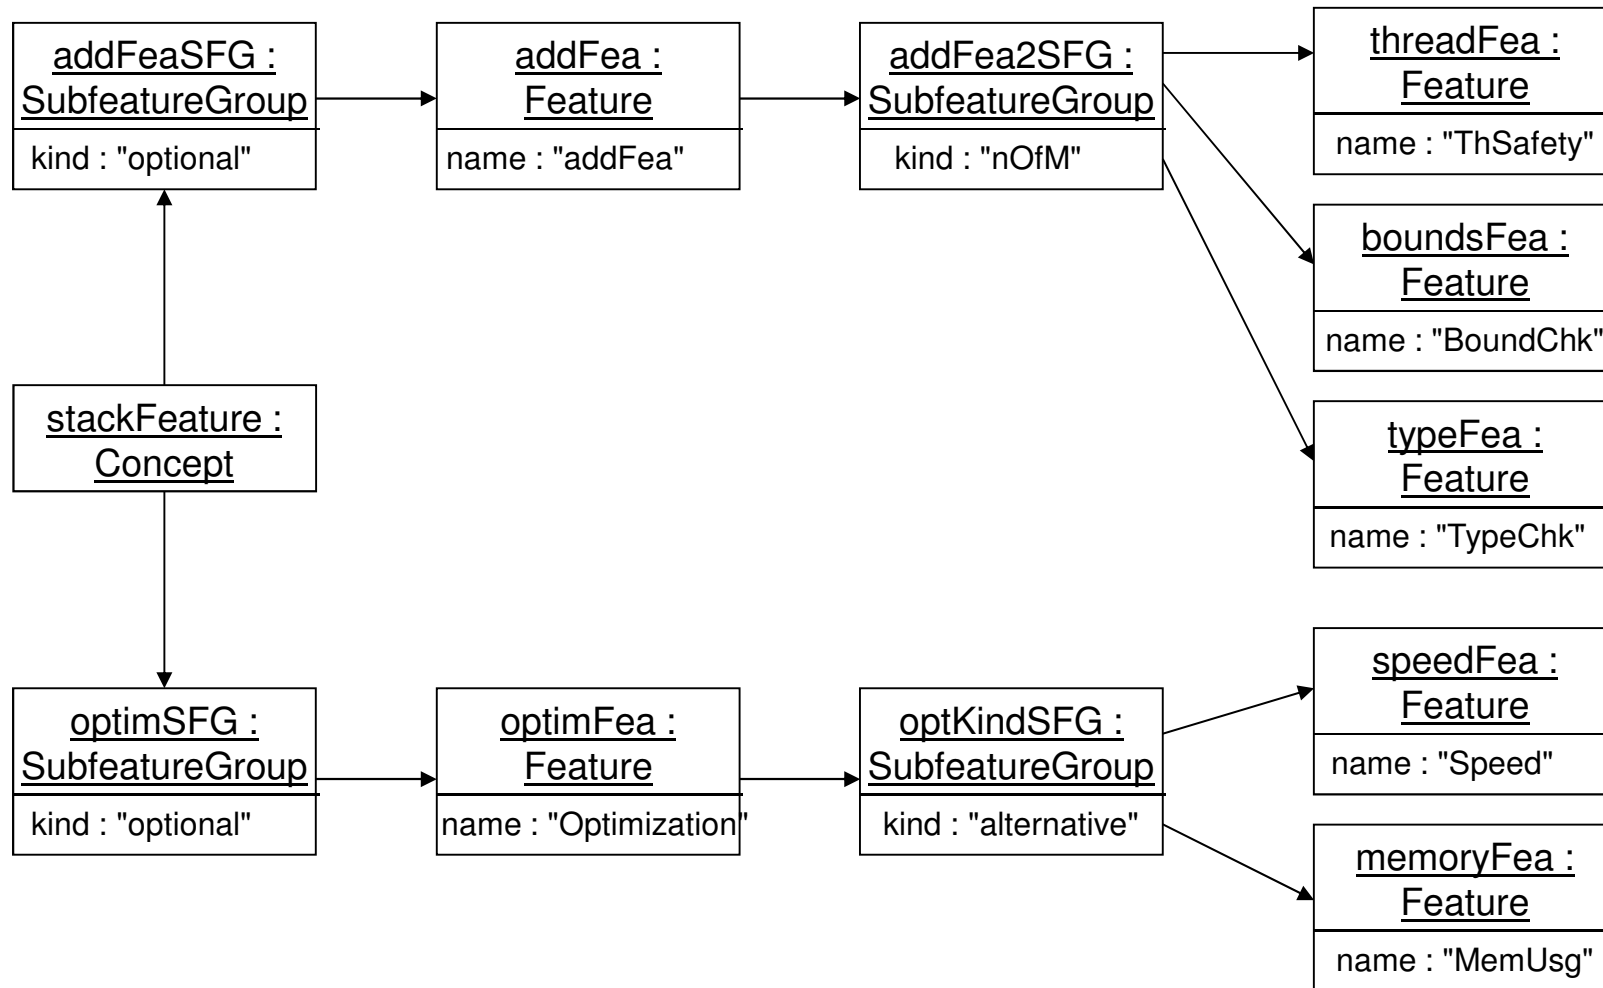 addFeaSFG :
SubfeatureGroup
kind : "optional"
addFea :
Feature
name : "addFea"
addFea2SFG :
SubfeatureGroup
kind : "nOfM"
threadFea :
Feature
name : "ThSafety"
boundsFea :
Feature
name : "BoundChk"
stackFeature :
Concept
typeFea :
Feature
name : "TypeChk"
optimSFG :
SubfeatureGroup
kind : "optional"
optimFea :
Feature
name : "Optimization"
optKindSFG :
SubfeatureGroup
kind : "alternative"
speedFea :
Feature
name : "Speed"
memoryFea :
Feature
name : "MemUsg"